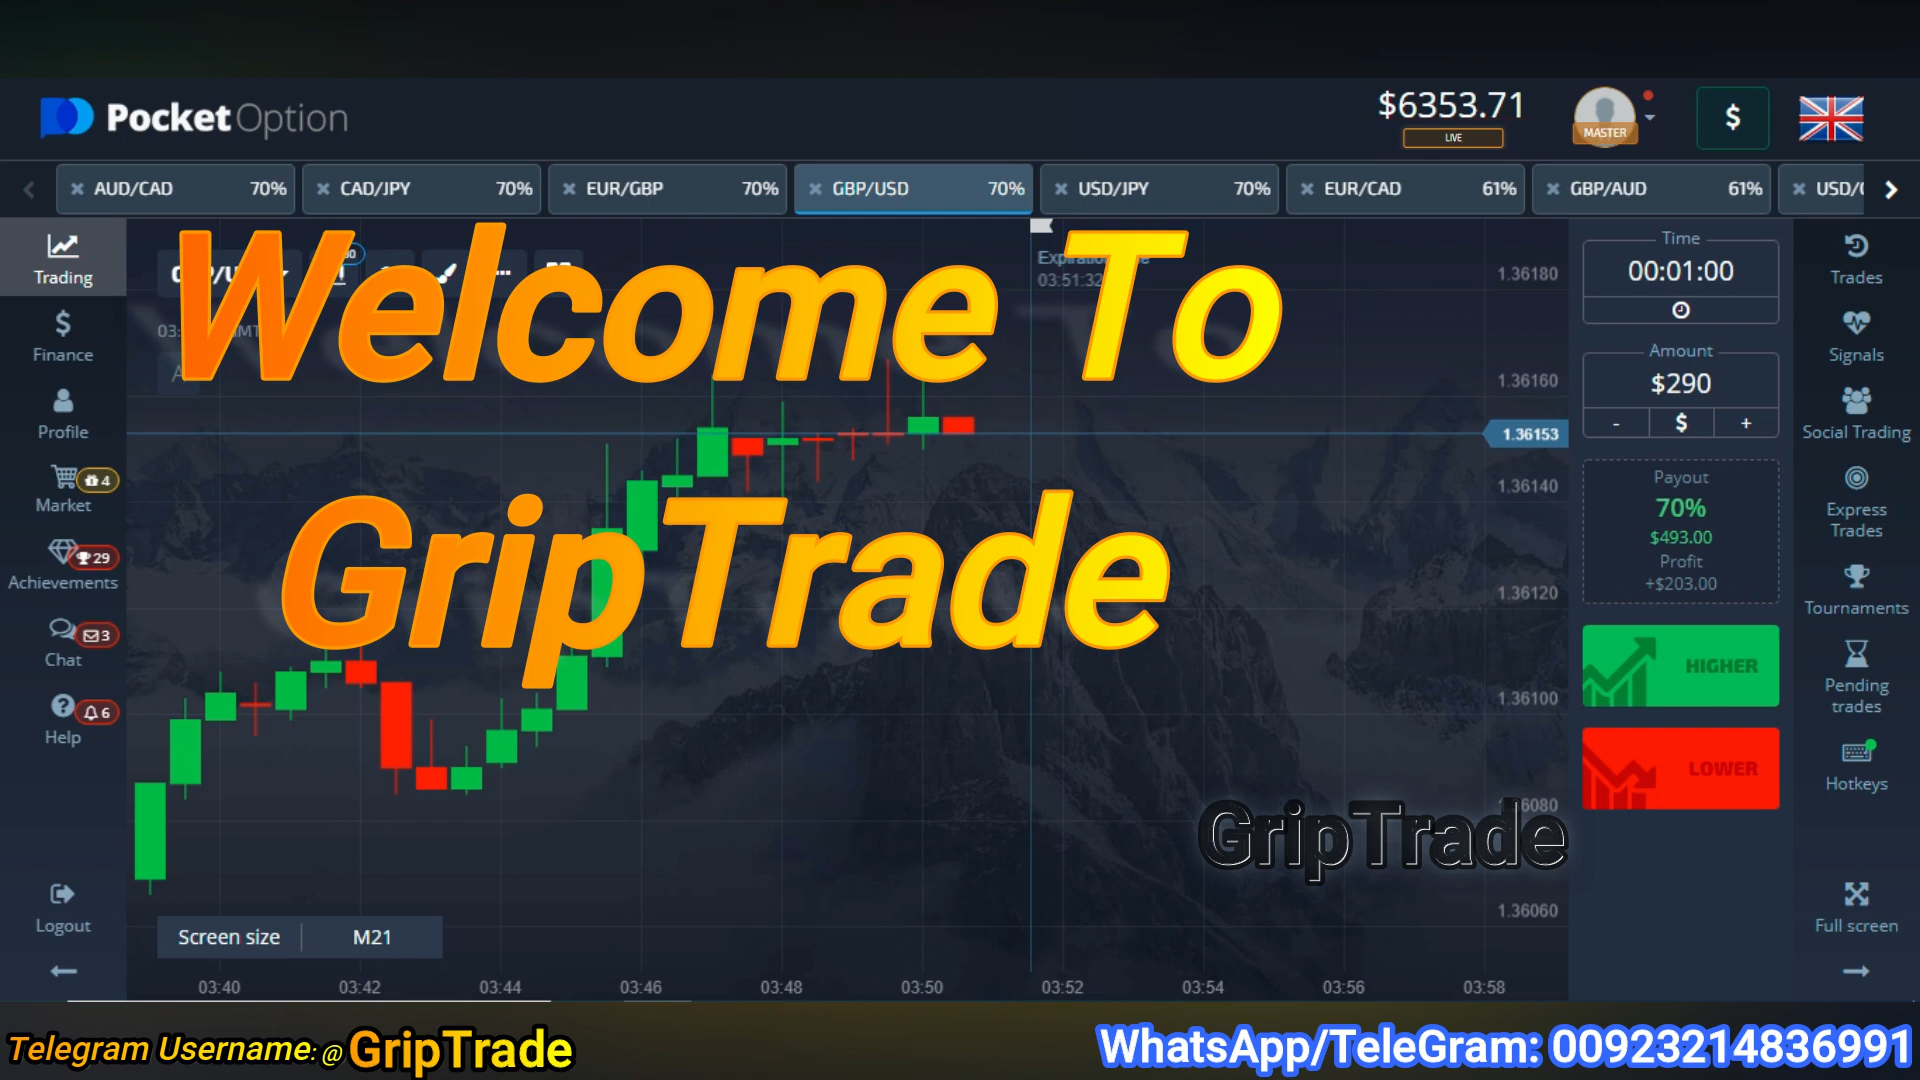 PocketOption
$6353.71
LIVE
MASTER
$
AUD/CAD 70%
CAD/JPY 70%
EUR/GBP 70%
GBP/USD 70%
USD/JPY 70%
EUR/CAD 61%
GBP/AUD 61%
Trading
Finance
Profile
Market
4
Achievements
29
Chat
3
Help
6
Logout
Welcome To
GripTrade
03:51:32
1.36180
1.36160
1.36153
1.36140
1.36120
1.36100
1.36060
GripTrade
Screen size M21
03:40 03:42 03:44 03:46 03:48 03:50 03:52 03:54 03:56 03:58
Time
00:01:00
Amount
$290
- $ +
Payout
70%
$493.00
Profit
+$203.00
HIGHER
LOWER
Trades
Signals
Social Trading
Express
Trades
Tournaments
Pending
trades
Hotkeys
Full screen
Telegram Username: @GripTrade
WhatsApp/TeleGram: 00923214836991